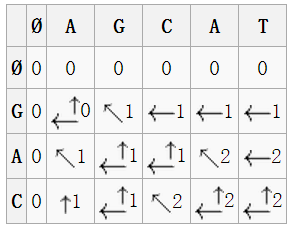 Ø A G C A T
Ø 0 0 0 0 0 0
G 0 ←↑0 ↖1 ←1 ←1 ←1
A 0 ↖1 ←↑1 ←↑1 ↖2 ←2
C 0 ↑1 ←↑1 ↖2 ←↑2 ←↑2